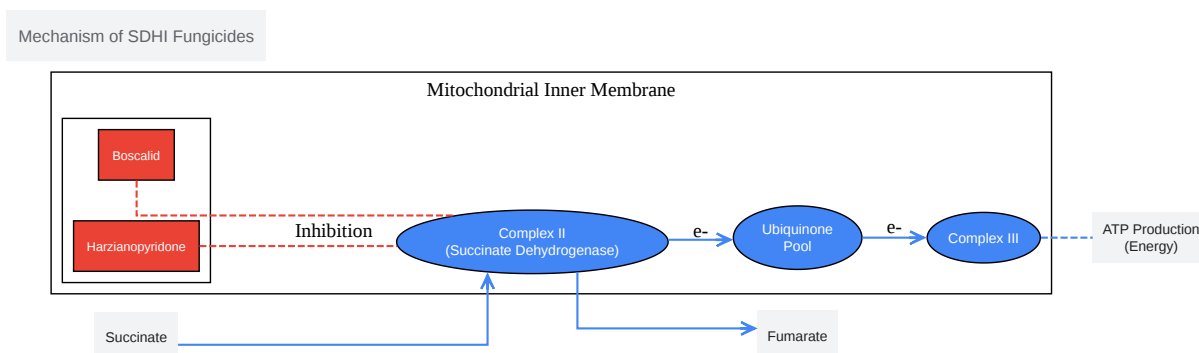 Mechanism of SDHI Fungicides
Mitochondrial Inner Membrane
Boscalid
Harzianopyridone
Inhibition
Complex II
(Succinate Dehydrogenase)
e-
Ubiquinone
Pool
e-
Complex III
ATP Production
(Energy)
Succinate
Fumarate